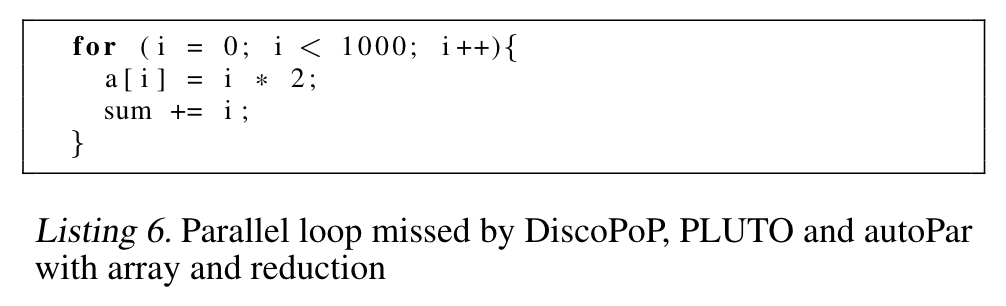 for (i = 0; i < 1000; i++){
a[i] = i * 2;
sum += i;
}
Listing 6. Parallel loop missed by DiscoPoP, PLUTO and autoPar
with array and reduction